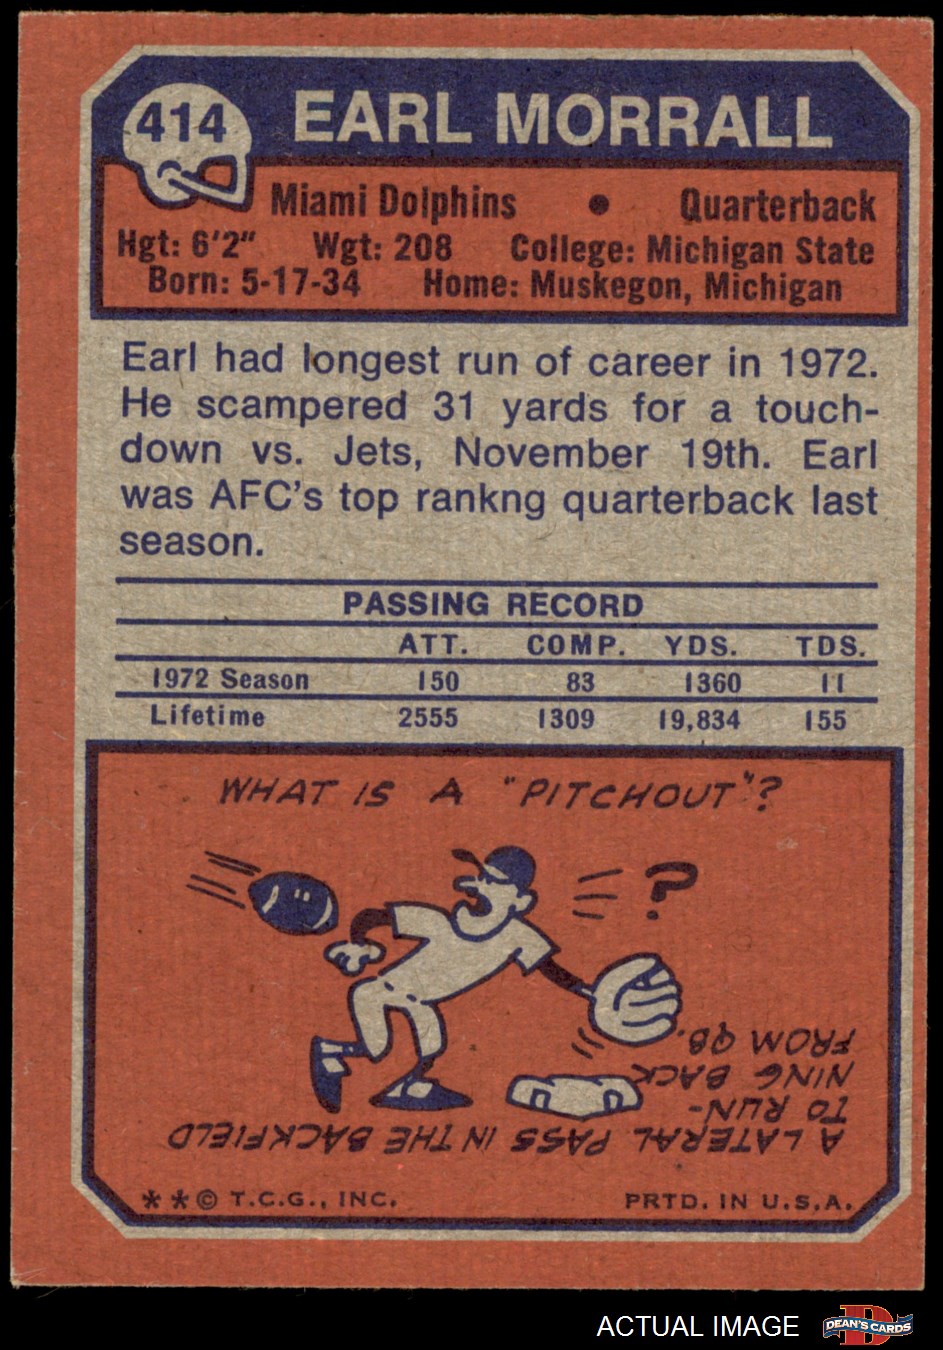 414
EARL MORRALL
Miami Dolphins • Quarterback
Hgt: 6'2" Wgt: 208 College: Michigan State
Born: 5-17-34 Home: Muskegon, Michigan
Earl had longest run of career in 1972.
He scampered 31 yards for a touch-
down vs. Jets, November 19th. Earl
was AFC's top rankng quarterback last
season.
PASSING RECORD
ATT. COMP. YDS. TDS.
1972 Season 150 83 1360 11
Lifetime 2555 1309 19,834 155
WHAT IS A "PITCHOUT"?
?
A LATERAL PASS IN THE BACKFIELD
TO RUN-
NING BACK
FROM QB.
**© T.C.G., INC. PRTD. IN U.S.A.
ACTUAL IMAGE
D
DEAN'S CARDS